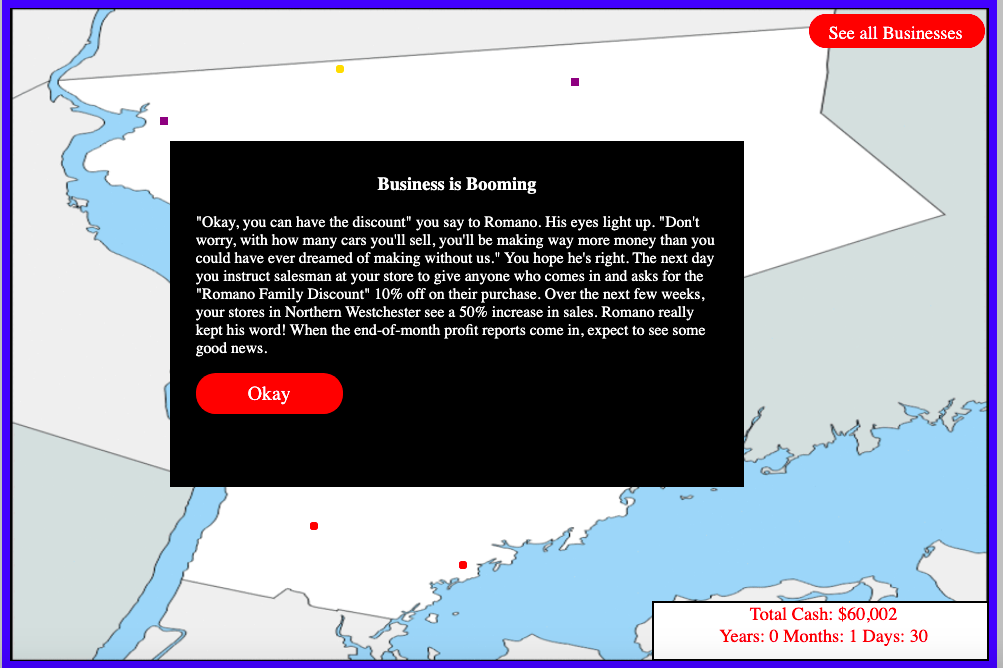 See all Businesses
Business is Booming
"Okay, you can have the discount" you say to Romano. His eyes light up. "Don't
worry, with how many cars you'll sell, you'll be making way more money than you
could have ever dreamed of making without us." You hope he's right. The next day
you instruct salesman at your store to give anyone who comes in and asks for the
"Romano Family Discount" 10% off on their purchase. Over the next few weeks,
your stores in Northern Westchester see a 50% increase in sales. Romano really
kept his word! When the end-of-month profit reports come in, expect to see some
good news.
Okay
Total Cash: $60,002
Years: 0 Months: 1 Days: 30